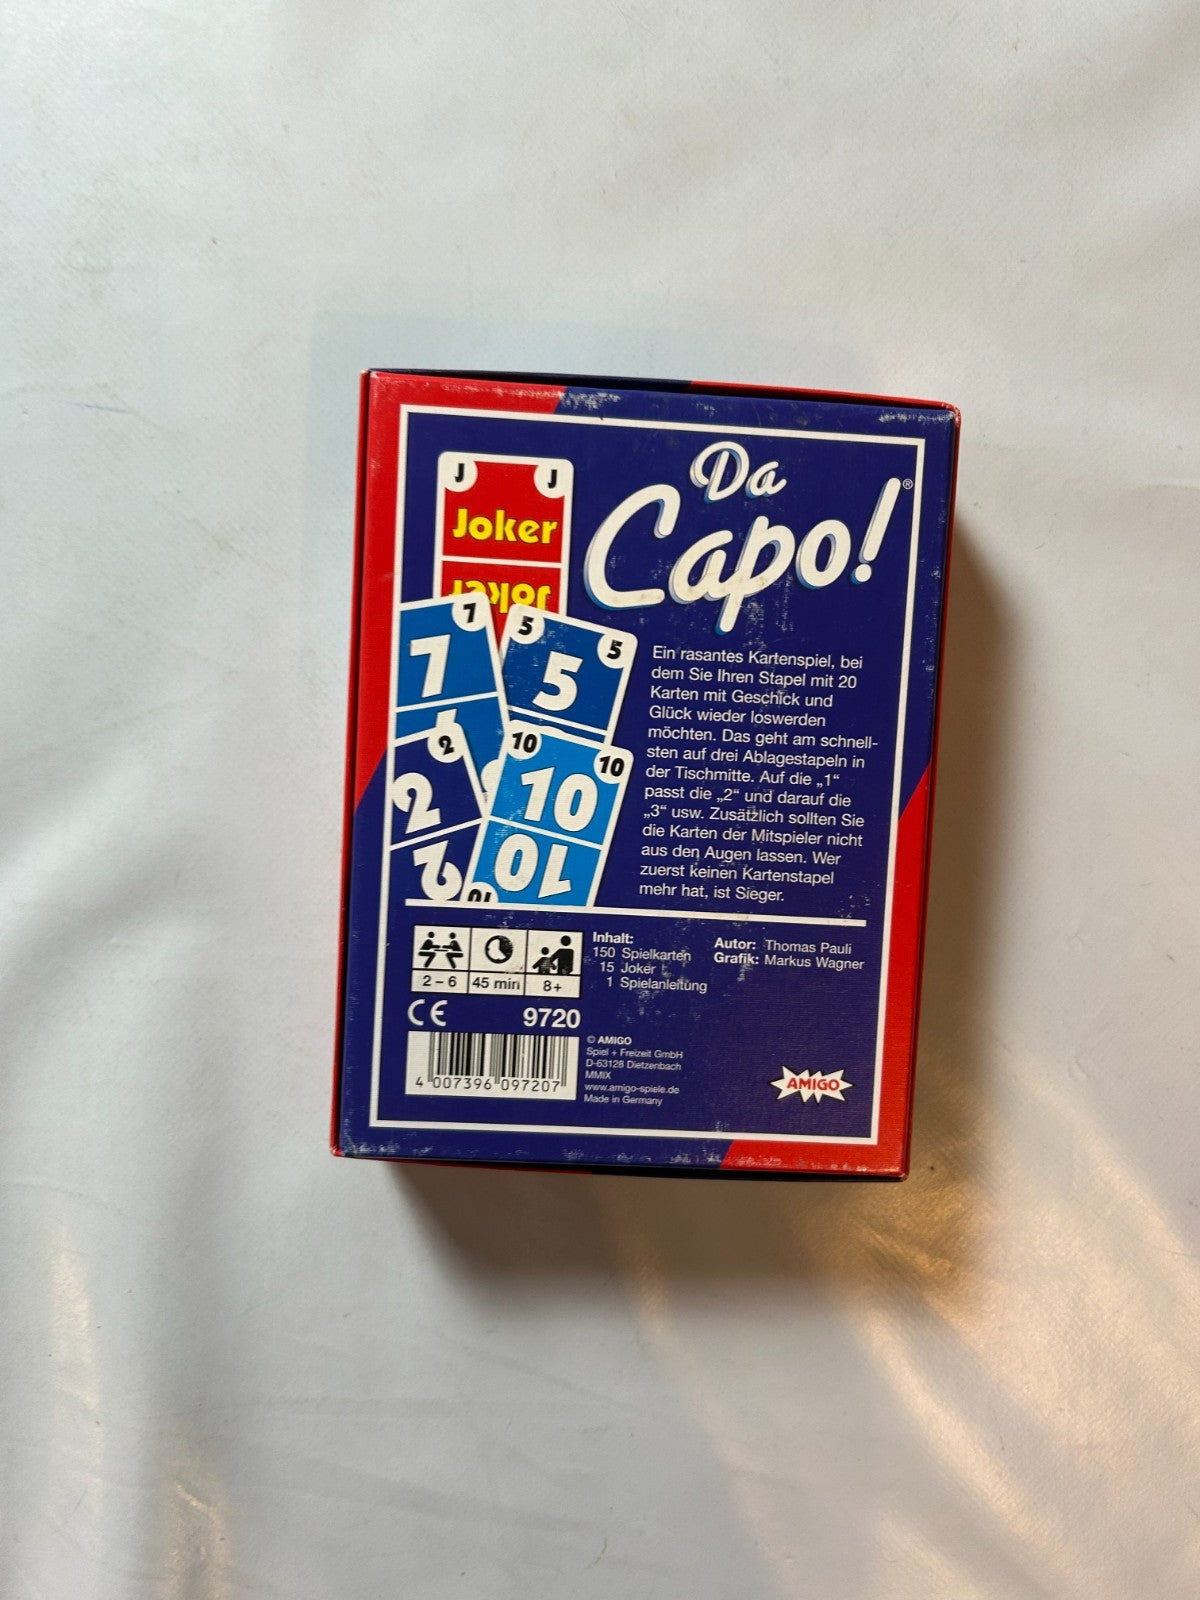 Da
Capo!®
J J
Joker
Joker
7
7
5 5
5
2
2
2
10 10
10
10
10
Ein rasantes Kartenspiel, bei
dem Sie Ihren Stapel mit 20
Karten mit Geschick und
Glück wieder loswerden
möchten. Das geht am schnell-
sten auf drei Ablagestapeln in
der Tischmitte. Auf die „1“
passt die „2“ und darauf die
„3“ usw. Zusätzlich sollten Sie
die Karten der Mitspieler nicht
aus den Augen lassen. Wer
zuerst keinen Kartenstapel
mehr hat, ist Sieger.
2 – 6 45 min 8+
Inhalt:
150 Spielkarten
15 Joker
1 Spielanleitung
Autor: Thomas Pauli
Grafik: Markus Wagner
CE 9720
4 007396 097207
© AMIGO
Spiel + Freizeit GmbH
D-63128 Dietzenbach
MMIX
www.amigo-spiele.de
Made in Germany
AMIGO